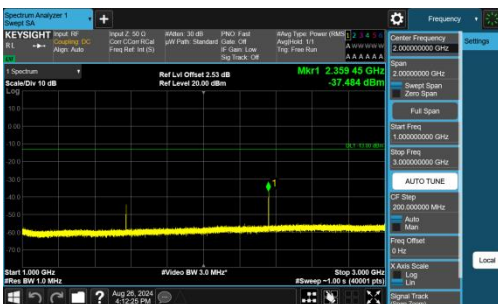 Spectrum Analyzer 1
Swept SA
Frequency
Settings
KEYSIGHT
RL
Input: RF
Coupling: DC
Align: Auto
Input Z: 50 Ω
Corr CCorr RCal
Freq Ref: Int (S)
#Atten: 30 dB
µW Path: Standard
PNO: Fast
Gate: Off
IF Gain: Low
Sig Track: Off
#Avg Type: Power (RMS)
Avg|Hold: 1/1
Trig: Free Run
1 2 3 4 5 6
A W W W W W
A A A A A A
1 Spectrum
Scale/Div 10 dB
Log
Ref Lvl Offset 2.53 dB
Ref Level 20.00 dBm
Mkr1 2.359 45 GHz
-37.484 dBm
10.0
0.00
-10.0
-20.0
-30.0
-40.0
-50.0
-60.0
-70.0
DL1 -13.00 dBm
1
Start 1.000 GHz
#Res BW 1.0 MHz
#Video BW 3.0 MHz*
Stop 3.000 GHz
#Sweep ~1.00 s (40001 pts)
Center Frequency
2.000000000 GHz
Span
2.00000000 GHz
Swept Span
Zero Span
Full Span
Start Freq
1.000000000 GHz
Stop Freq
3.000000000 GHz
AUTO TUNE
CF Step
200.000000 MHz
Auto
Man
Freq Offset
0 Hz
X Axis Scale
Log
Lin
Signal Track
Local
?
Aug 26, 2024
4:12:25 PM